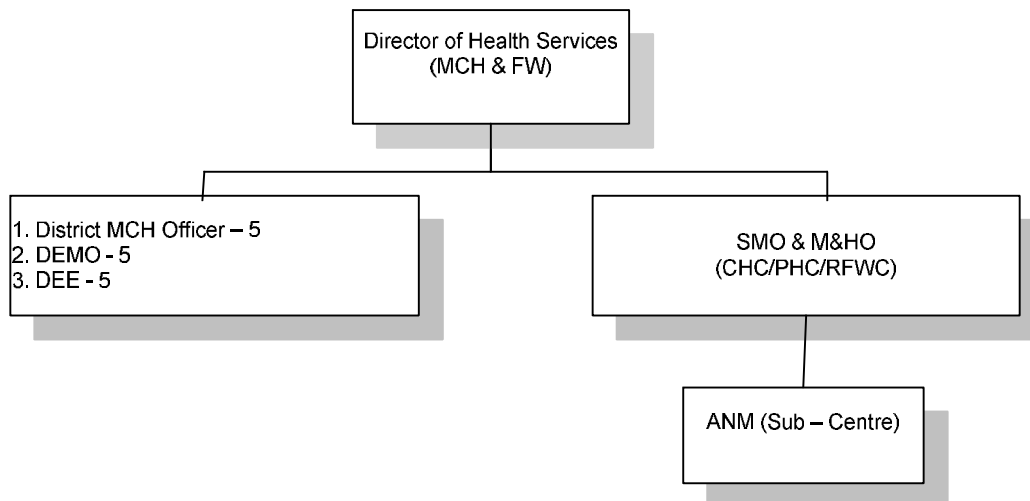 Director of Health Services
(MCH & FW)
1. District MCH Officer – 5
2. DEMO - 5
3. DEE - 5
SMO & M&HO
(CHC/PHC/RFWC)
ANM (Sub – Centre)